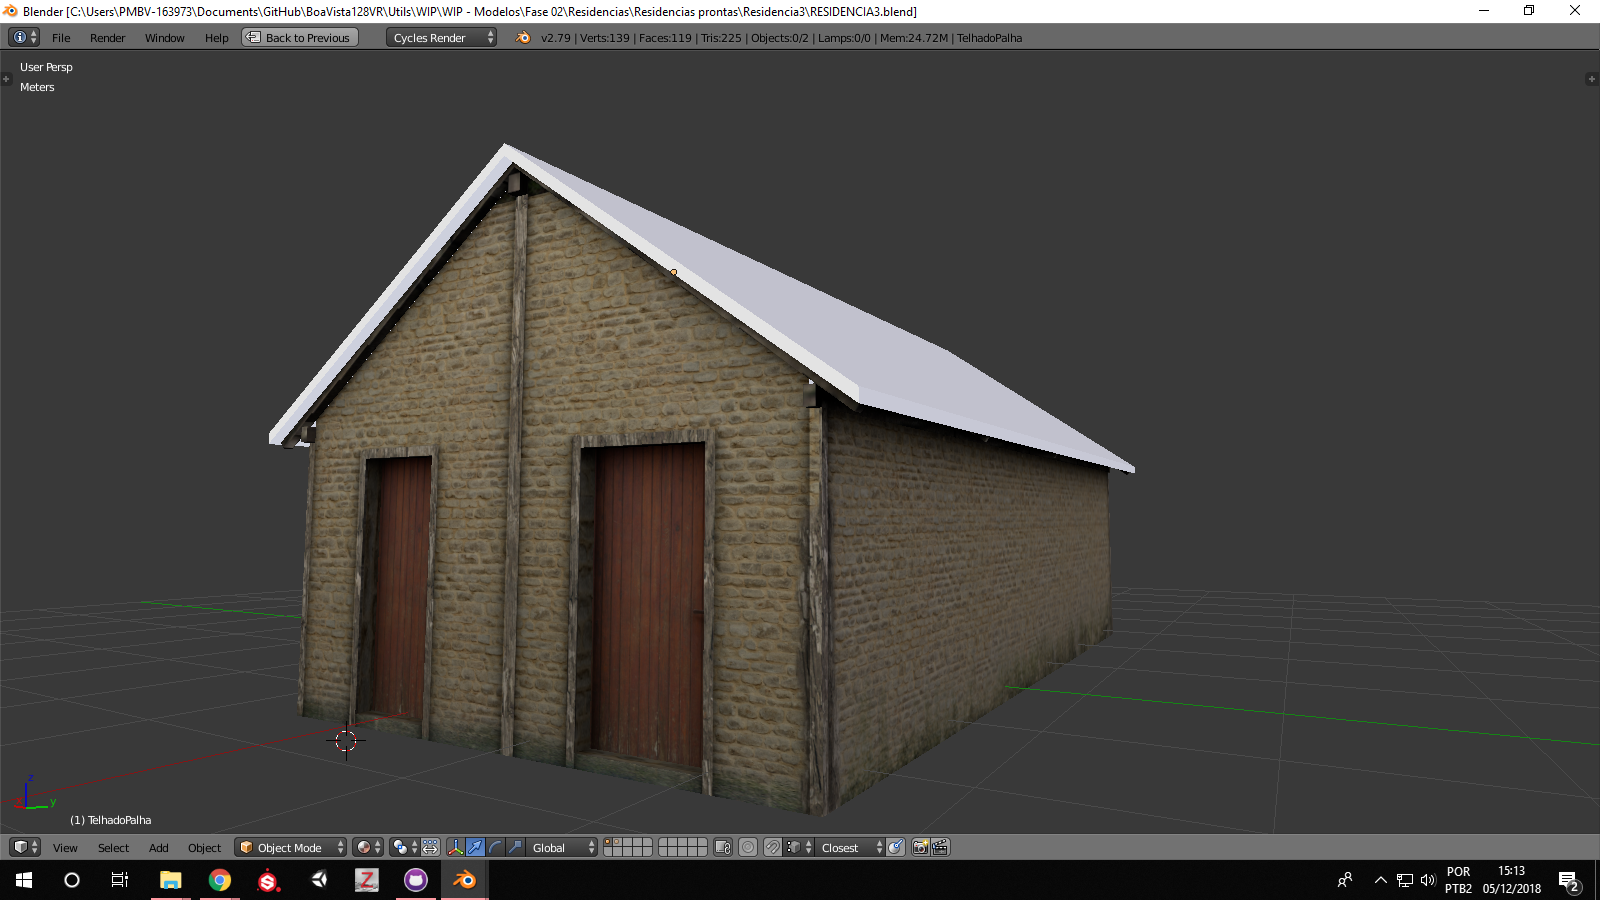 Blender [C:\Users\PMBV-163973\Documents\GitHub\BoaVista128VR\Utils\WIP\WIP - Modelos\Fase 02\Residencias\Residencias prontas\Residencia3\RESIDENCIA3.blend]
File Render Window Help Back to Previous Cycles Render v2.79 | Verts:139 | Faces:119 | Tris:225 | Objects:0/2 | Lamps:0/0 | Mem:24.72M | TelhadoPalha
User Persp
Meters
z
y
(1) TelhadoPalha
View Select Add Object Object Mode Global Closest
POR 15:13
PTB2 05/12/2018 2